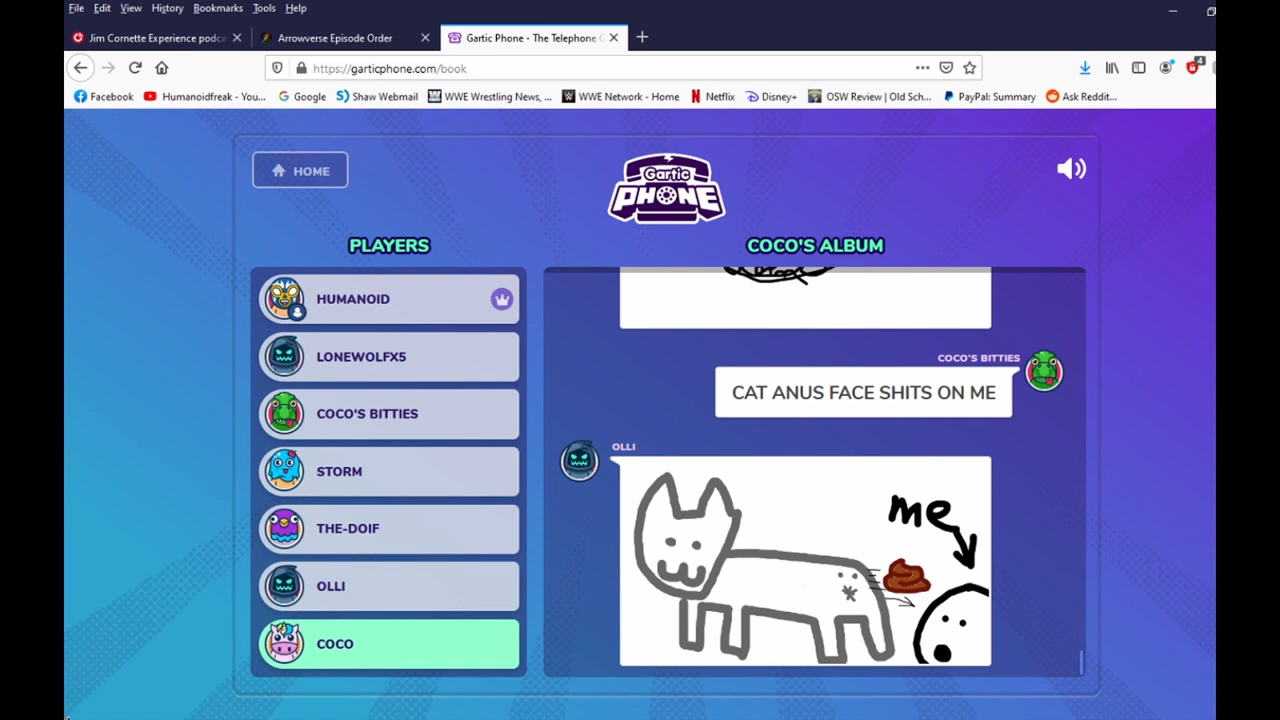 File Edit View History Bookmarks Tools Help
Jim Cornette Experience podca
Arrowverse Episode Order
Gartic Phone - The Telephone G
https://garticphone.com/book
4
Facebook
Humanoidfreak - You...
Google
Shaw Webmail
WWE Wrestling News, ...
WWE Network - Home
Netflix
Disney+
OSW Review | Old Sch...
PayPal: Summary
Ask Reddit...
HOME
Gartic
PHONE
PLAYERS
COCO'S ALBUM
HUMANOID
LONEWOLFX5
COCO'S BITTIES
STORM
THE-DOIF
OLLI
COCO
COCO'S BITTIES
CAT ANUS FACE SHITS ON ME
OLLI
me